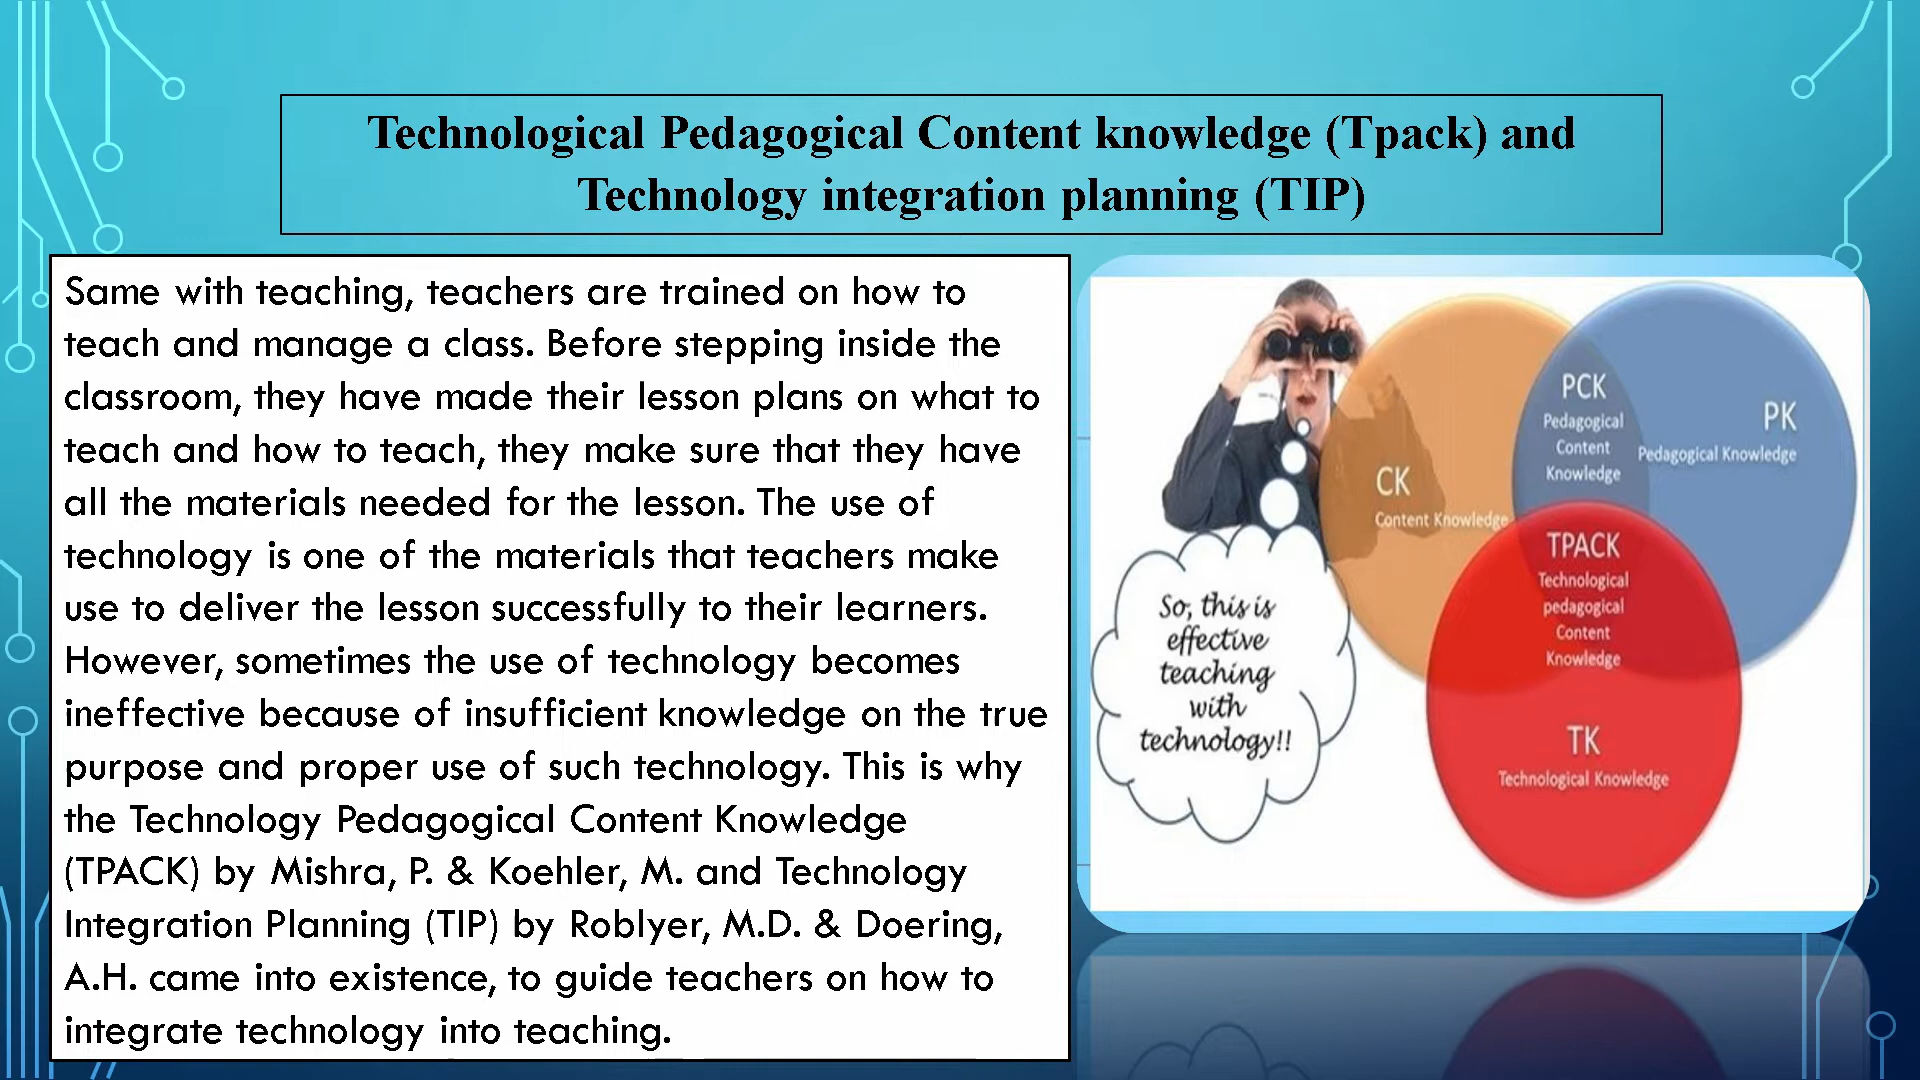 Technological Pedagogical Content knowledge (Tpack) and
Technology integration planning (TIP)
Same with teaching, teachers are trained on how to
teach and manage a class. Before stepping inside the
classroom, they have made their lesson plans on what to
teach and how to teach, they make sure that they have
all the materials needed for the lesson. The use of
technology is one of the materials that teachers make
use to deliver the lesson successfully to their learners.
However, sometimes the use of technology becomes
ineffective because of insufficient knowledge on the true
purpose and proper use of such technology. This is why
the Technology Pedagogical Content Knowledge
(TPACK) by Mishra, P. & Koehler, M. and Technology
Integration Planning (TIP) by Roblyer, M.D. & Doering,
A.H. came into existence, to guide teachers on how to
integrate technology into teaching.
So, this is
effective
teaching
with
technology!!
CK
Content Knowledge
PCK
Pedagogical
Content
Knowledge
PK
Pedagogical Knowledge
TPACK
Technological
pedagogical
Content
Knowledge
TK
Technological Knowledge